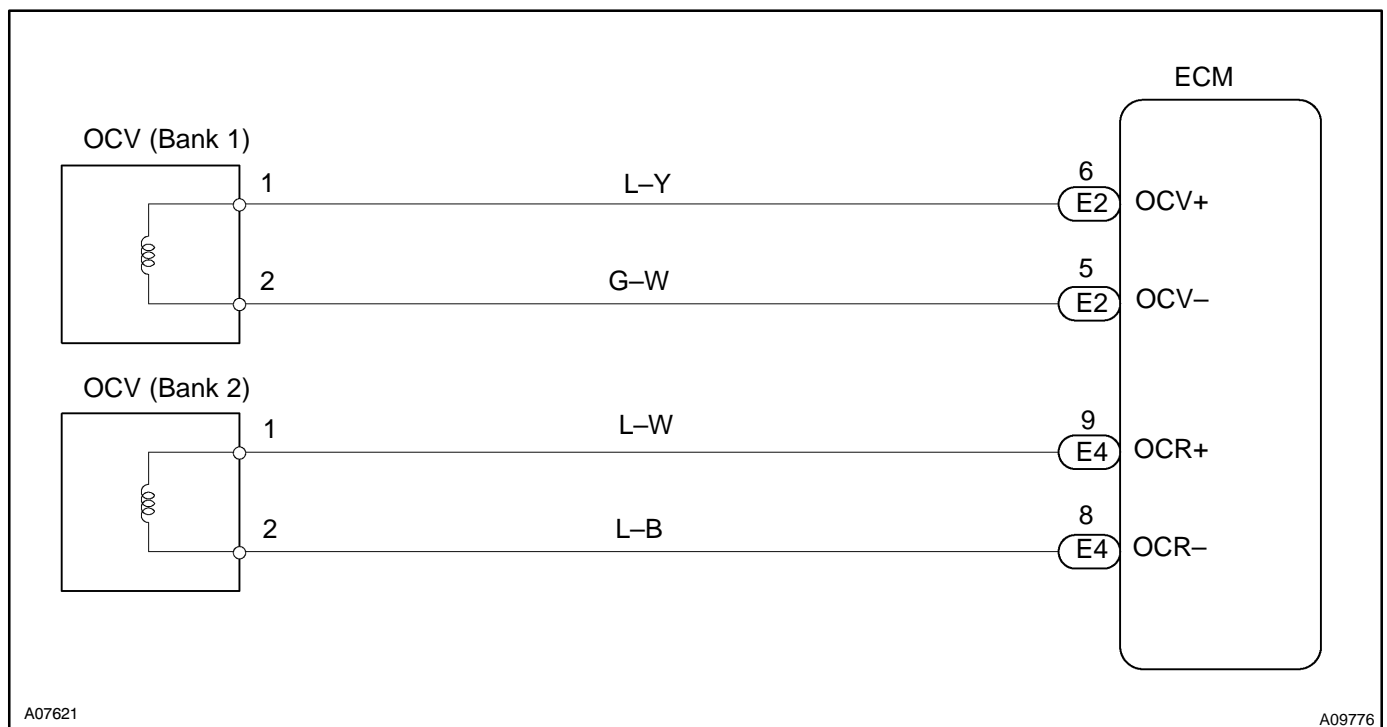 ECM
OCV (Bank 1)
1 L–Y 6 E2 OCV+
2 G–W 5 E2 OCV–
OCV (Bank 2)
1 L–W 9 E4 OCR+
2 L–B 8 E4 OCR–
A07621 A09776